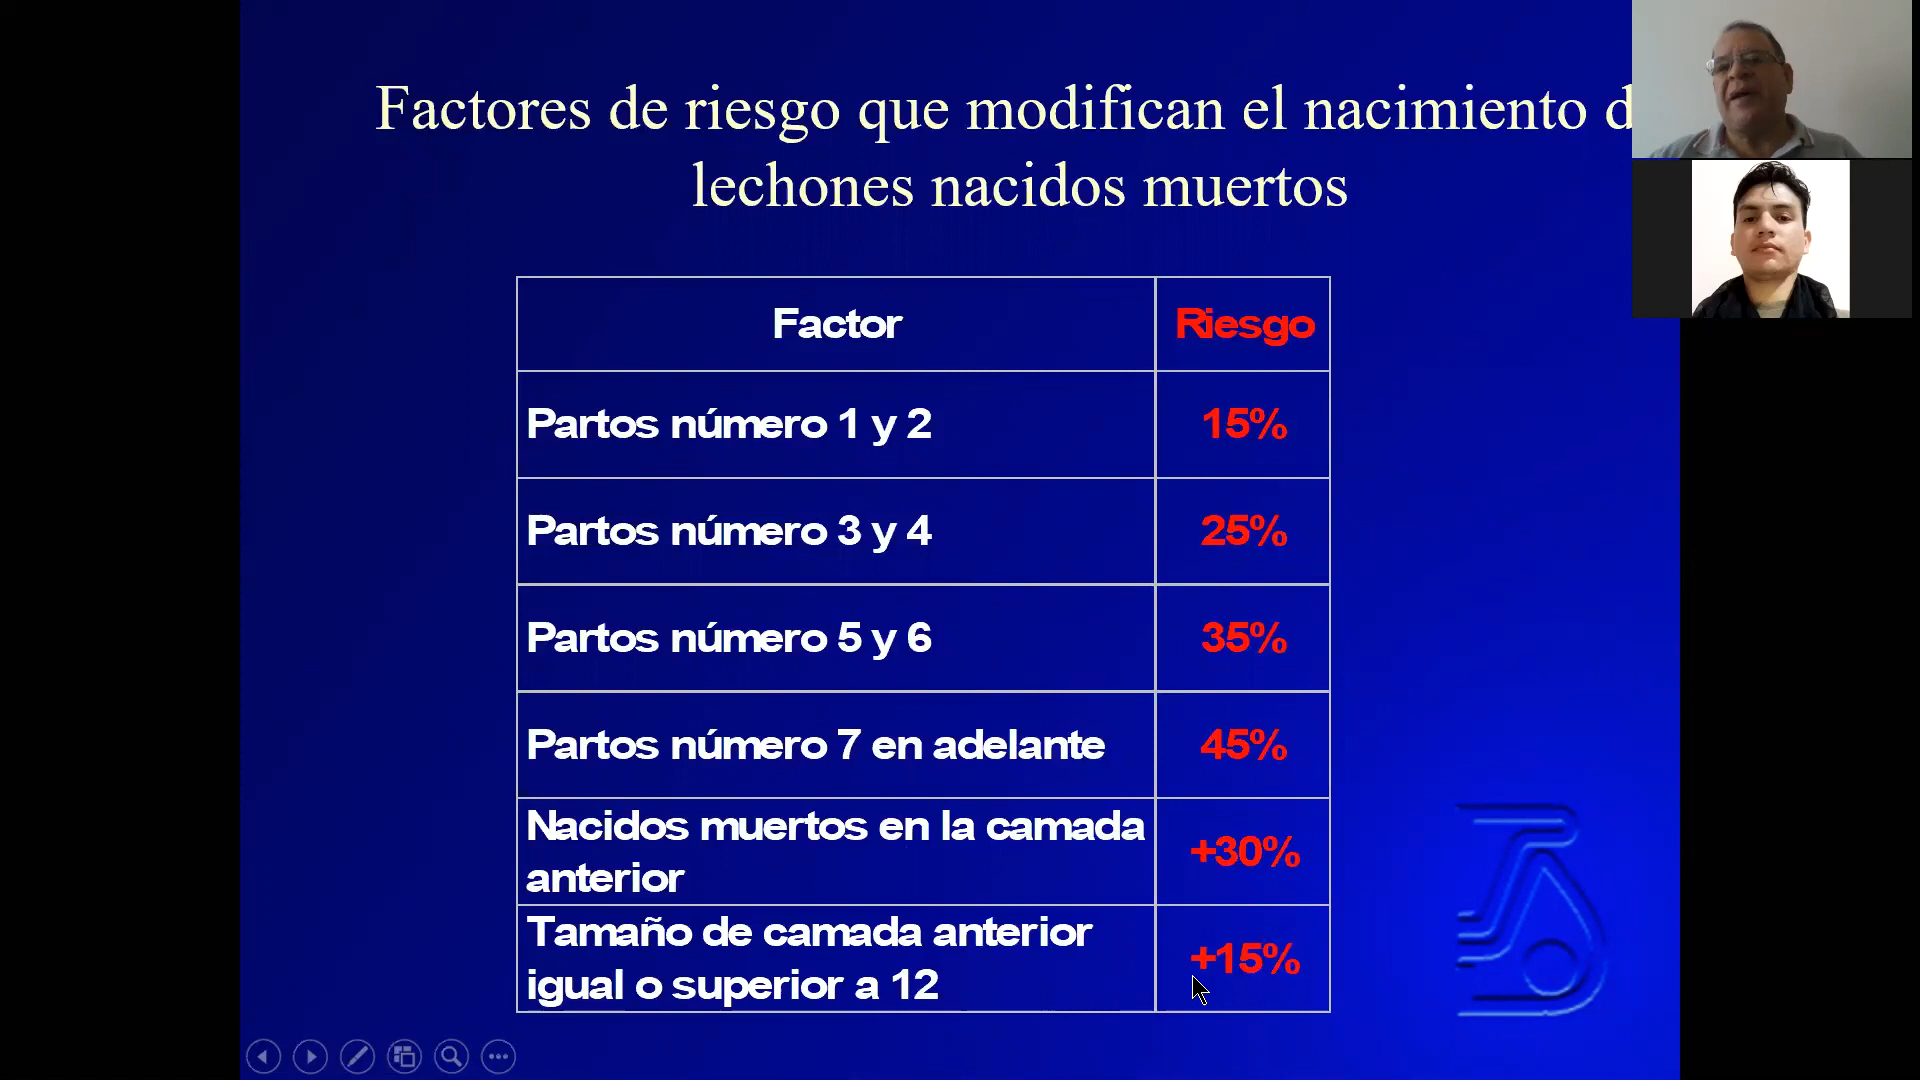 Factores de riesgo que modifican el nacimiento d
lechones nacidos muertos
Factor
Riesgo
Partos número 1 y 2
15%
Partos número 3 y 4
25%
Partos número 5 y 6
35%
Partos número 7 en adelante
45%
Nacidos muertos en la camada
anterior
+30%
Tamaño de camada anterior
igual o superior a 12
+15%